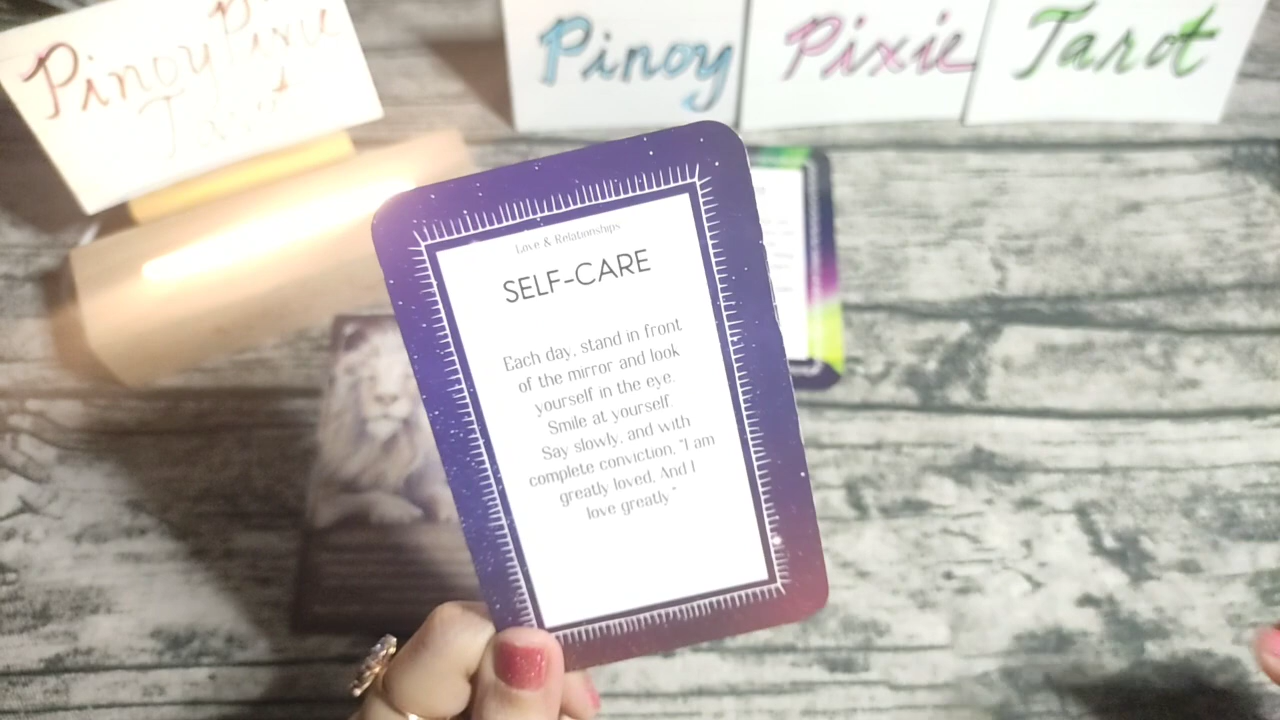 Pinoy Pixie
Pinoy
Pixie
Tarot
Love & Relationships
SELF-CARE
Each day, stand in front
of the mirror and look
yourself in the eye.
Smile at yourself.
Say slowly, and with
complete conviction, "I am
greatly loved, And I
love greatly."